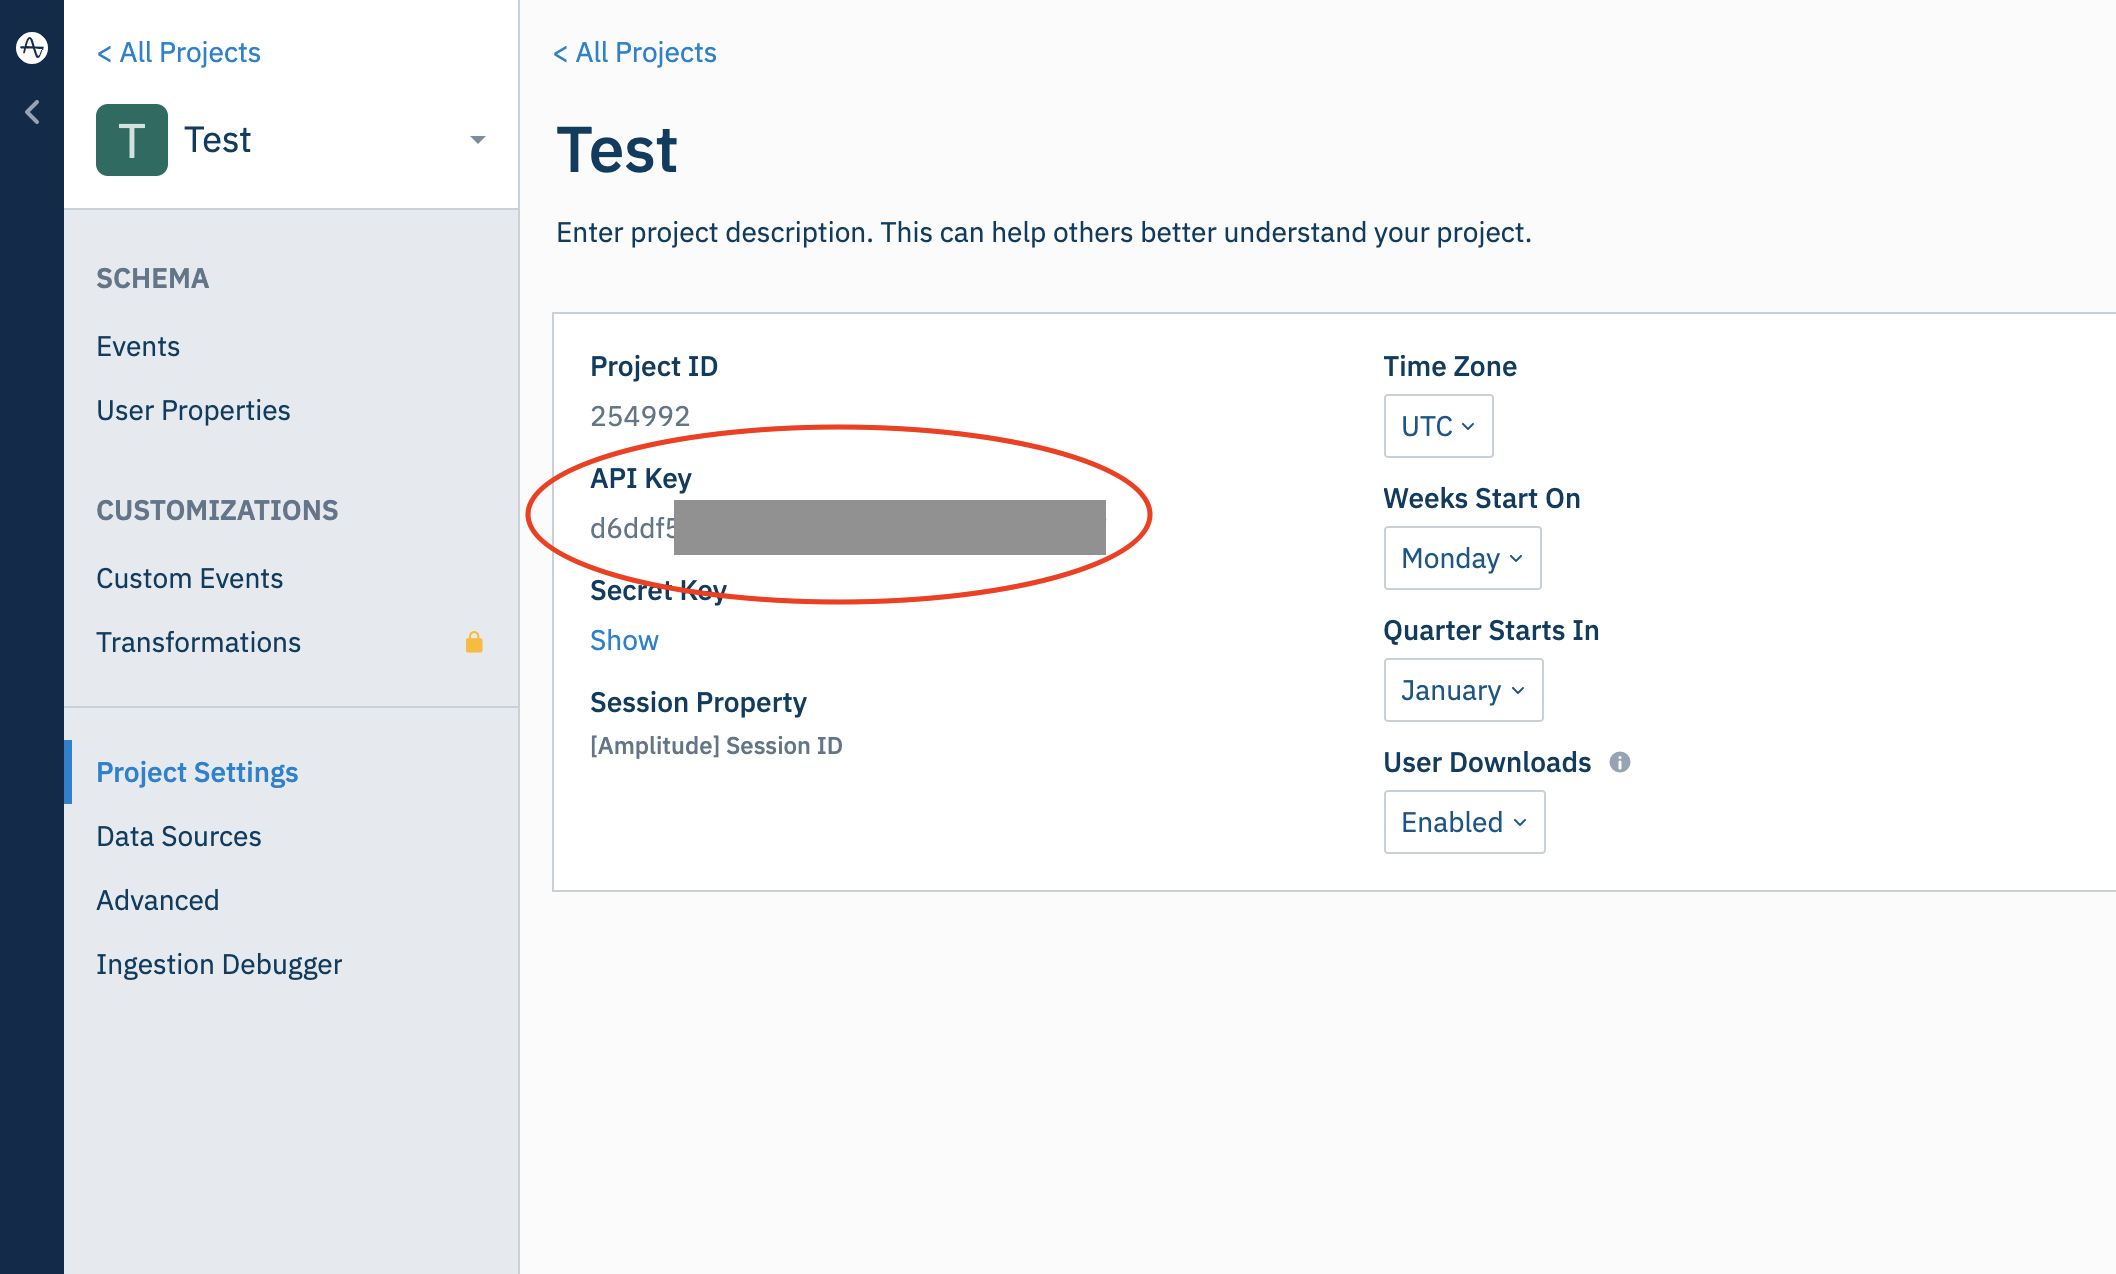 < All Projects
T Test
SCHEMA
Events
User Properties
CUSTOMIZATIONS
Custom Events
Transformations
Project Settings
Data Sources
Advanced
Ingestion Debugger
< All Projects
Test
Enter project description. This can help others better understand your project.
Project ID
254992
API Key
d6ddf5
Secret Key
Show
Session Property
[Amplitude] Session ID
Time Zone
UTC
Weeks Start On
Monday
Quarter Starts In
January
User Downloads
Enabled